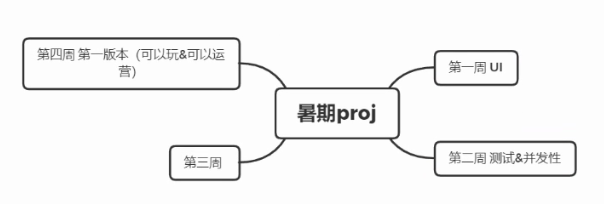 第四周 第一版本（可以玩&可以运
营）
第一周 UI
暑期proj
第三周
第二周 测试&并发性